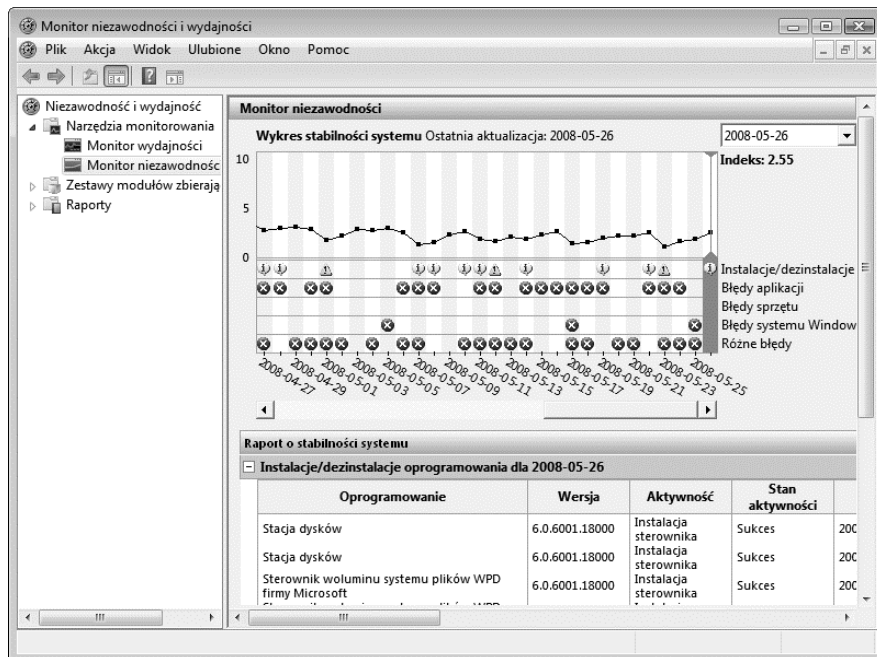 Monitor niezawodności i wydajności
Plik Akcja Widok Ulubione Okno Pomoc
Niezawodność i wydajność
Narzędzia monitorowania
Monitor wydajności
Monitor niezawodnośc
Zestawy modułów zbierają
Raporty
Monitor niezawodności
Wykres stabilności systemu Ostatnia aktualizacja: 2008-05-26
2008-05-26
Indeks: 2.55
10
5
0
Instalacje/dezinstalacje
Błędy aplikacji
Błędy sprzętu
Błędy systemu Window
Różne błędy
2008-04-27 2008-04-29 2008-05-01 2008-05-03 2008-05-05 2008-05-07 2008-05-09 2008-05-11 2008-05-13 2008-05-15 2008-05-17 2008-05-19 2008-05-21 2008-05-23 2008-05-25
Raport o stabilności systemu
Instalacje/dezinstalacje oprogramowania dla 2008-05-26
Oprogramowanie Wersja Aktywność Stan aktywności
Stacja dysków 6.0.6001.18000 Instalacja sterownika Sukces 200
Stacja dysków 6.0.6001.18000 Instalacja sterownika Sukces 200
Sterownik woluminu systemu plików WPD firmy Microsoft 6.0.6001.18000 Instalacja sterownika Sukces 200